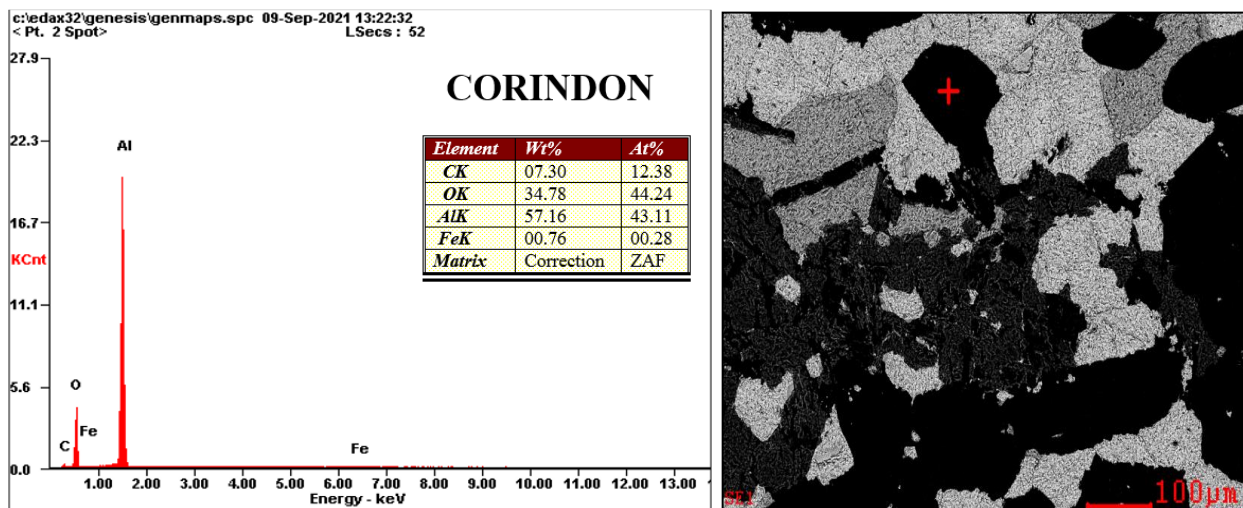 c:\edax32\genesis\genmaps.spc 09-Sep-2021 13:22:32
< Pt. 2 Spot> LSecs : 52
27.9
22.3
16.7
KCnt
11.1
5.6
0.0
Al
O
Fe
C
Fe
1.00 2.00 3.00 4.00 5.00 6.00 7.00 8.00 9.00 10.00 11.00 12.00 13.00 1
Energy - keV
CORINDON
Element Wt% At%
CK 07.30 12.38
OK 34.78 44.24
AlK 57.16 43.11
FeK 00.76 00.28
Matrix Correction ZAF
SE1
100µm